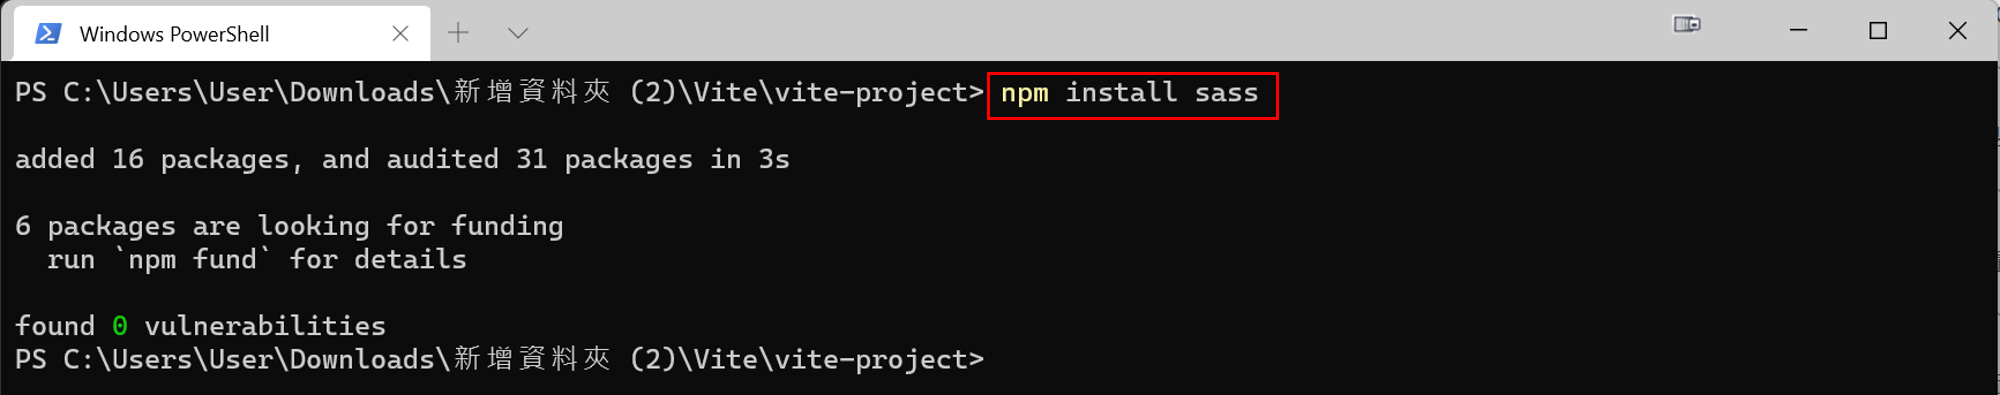 Windows PowerShell
PS C:\Users\User\Downloads\新增資料夾 (2)\Vite\vite-project> npm install sass
added 16 packages, and audited 31 packages in 3s
6 packages are looking for funding
  run `npm fund` for details
found 0 vulnerabilities
PS C:\Users\User\Downloads\新增資料夾 (2)\Vite\vite-project>